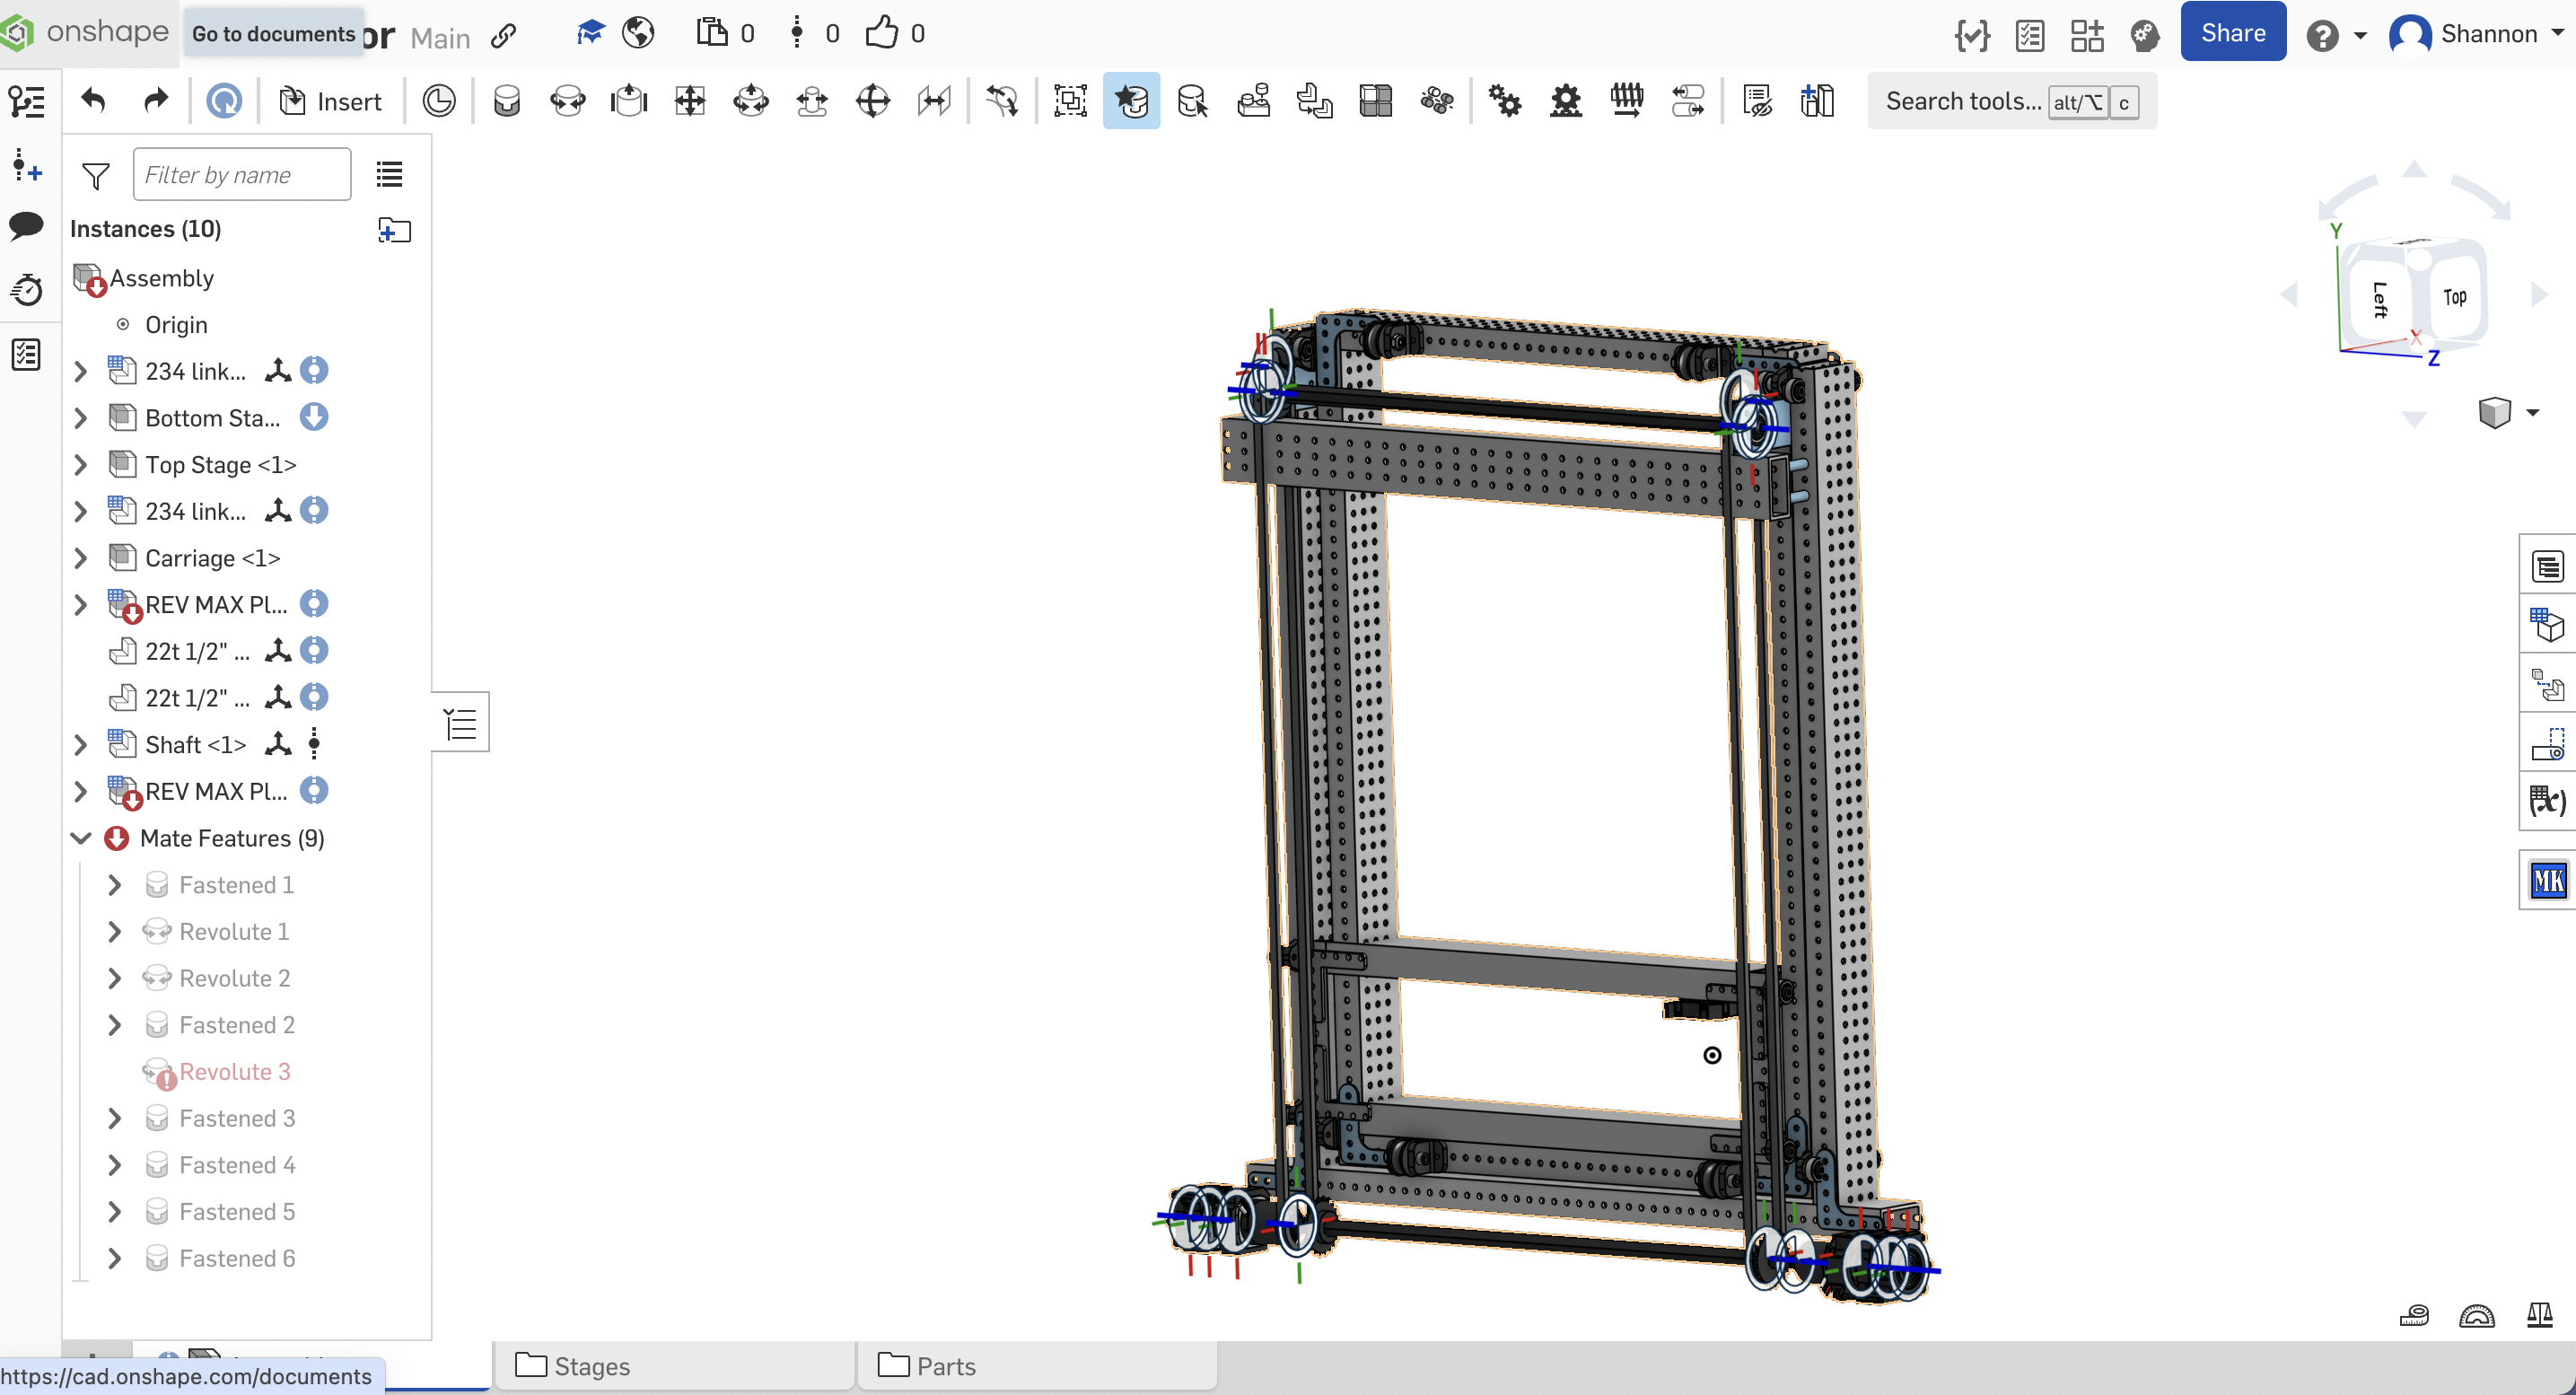 onshape
Go to documents
or Main
0
0
0
Share
Shannon
Insert
Search tools... alt/⌥ c
Filter by name
Instances (10)
Assembly
Origin
234 link...
Bottom Sta...
Top Stage <1>
234 link...
Carriage <1>
REV MAX Pl...
22t 1/2" ...
22t 1/2" ...
Shaft <1>
REV MAX Pl...
Mate Features (9)
Fastened 1
Revolute 1
Revolute 2
Fastened 2
Revolute 3
Fastened 3
Fastened 4
Fastened 5
Fastened 6
Y
Left
Top
X
Z
(x)
MK
Stages
Parts
https://cad.onshape.com/documents